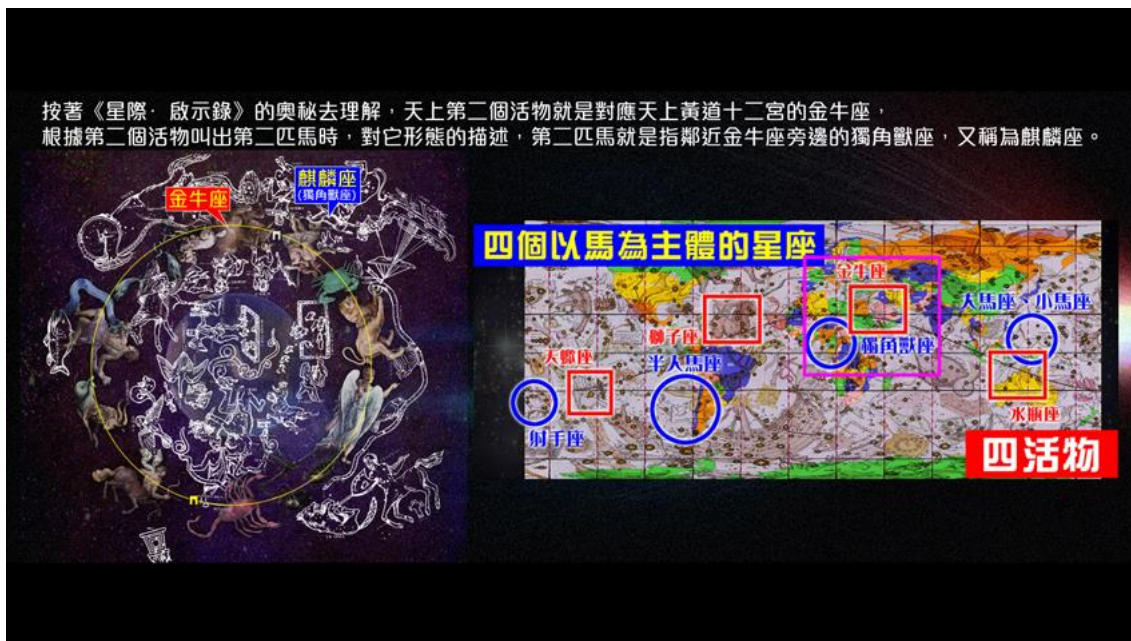 按著《星際．啟示錄》的奧秘去理解，天上第二個活物就是對應天上黃道十二宮的金牛座，
根據第二個活物叫出第二匹馬時，對它形態的描述，第二匹馬就是指鄰近金牛座旁邊的獨角獸座，又稱為麒麟座。
金牛座
麒麟座
(獨角獸座)
四個以馬為主體的星座
金牛座
大馬座、小馬座
獅子座
獨角獸座
天蠍座
半人馬座
水瓶座
射手座
四活物